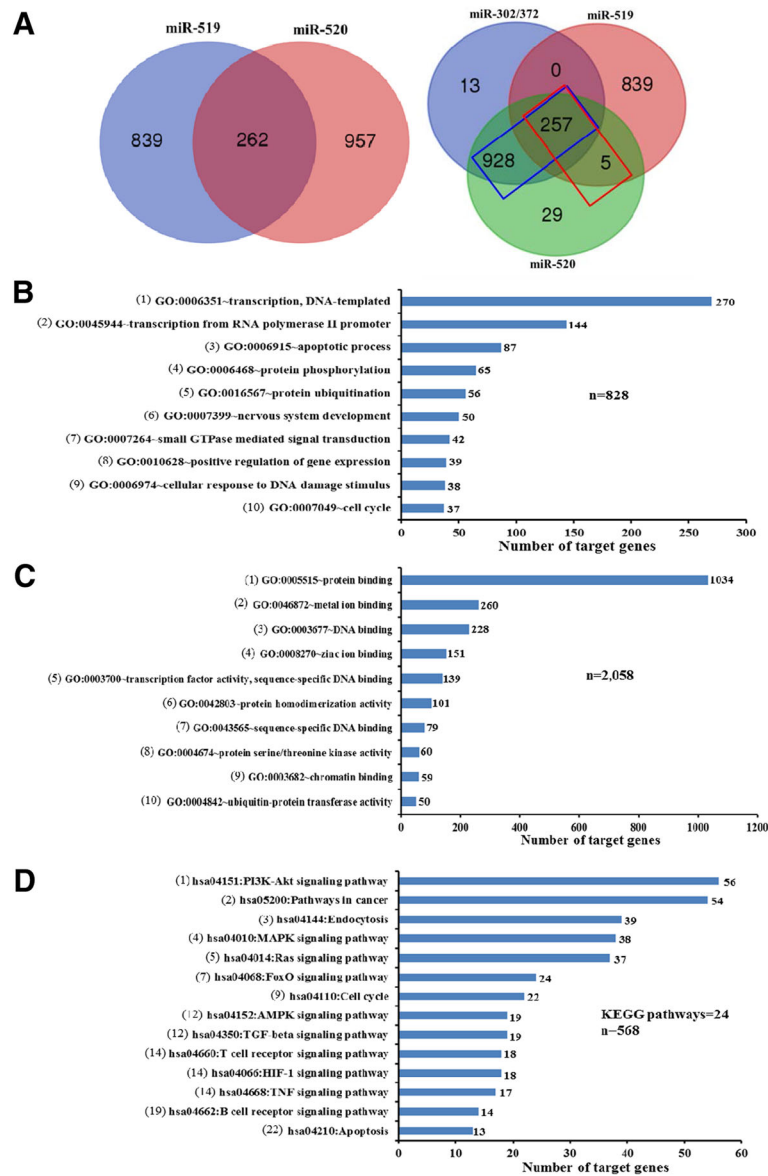 A
miR-519
miR-520
839
262
957
miR-302/372
miR-519
13
0
839
257
928
5
29
miR-520
B
(1) GO:0006351~transcription, DNA-templated 270
(2) GO:0045944~transcription from RNA polymerase II promoter 144
(3) GO:0006915~apoptotic process 87
(4) GO:0006468~protein phosphorylation 65
(5) GO:0016567~protein ubiquitination 56
(6) GO:0007399~nervous system development 50
(7) GO:0007264~small GTPase mediated signal transduction 42
(8) GO:0010628~positive regulation of gene expression 39
(9) GO:0006974~cellular response to DNA damage stimulus 38
(10) GO:0007049~cell cycle 37
n=828
0 50 100 150 200 250 300
Number of target genes
C
(1) GO:0005515~protein binding 1034
(2) GO:0046872~metal ion binding 260
(3) GO:0003677~DNA binding 228
(4) GO:0008270~zinc ion binding 151
(5) GO:0003700~transcription factor activity, sequence-specific DNA binding 139
(6) GO:0042803~protein homodimerization activity 101
(7) GO:0043565~sequence-specific DNA binding 79
(8) GO:0004674~protein serine/threonine kinase activity 60
(9) GO:0003682~chromatin binding 59
(10) GO:0004842~ubiquitin-protein transferase activity 50
n=2,058
0 200 400 600 800 1000 1200
Number of target genes
D
(1) hsa04151:PI3K-Akt signaling pathway 56
(2) hsa05200:Pathways in cancer 54
(3) hsa04144:Endocytosis 39
(4) hsa04010:MAPK signaling pathway 38
(5) hsa04014:Ras signaling pathway 37
(7) hsa04068:FoxO signaling pathway 24
(9) hsa04110:Cell cycle 22
(12) hsa04152:AMPK signaling pathway 19
(12) hsa04350:TGF-beta signaling pathway 19
(14) hsa04660:T cell receptor signaling pathway 18
(14) hsa04066:HIF-1 signaling pathway 18
(14) hsa04668:TNF signaling pathway 17
(19) hsa04662:B cell receptor signaling pathway 14
(22) hsa04210:Apoptosis 13
KEGG pathways=24
n=568
0 10 20 30 40 50 60
Number of target genes